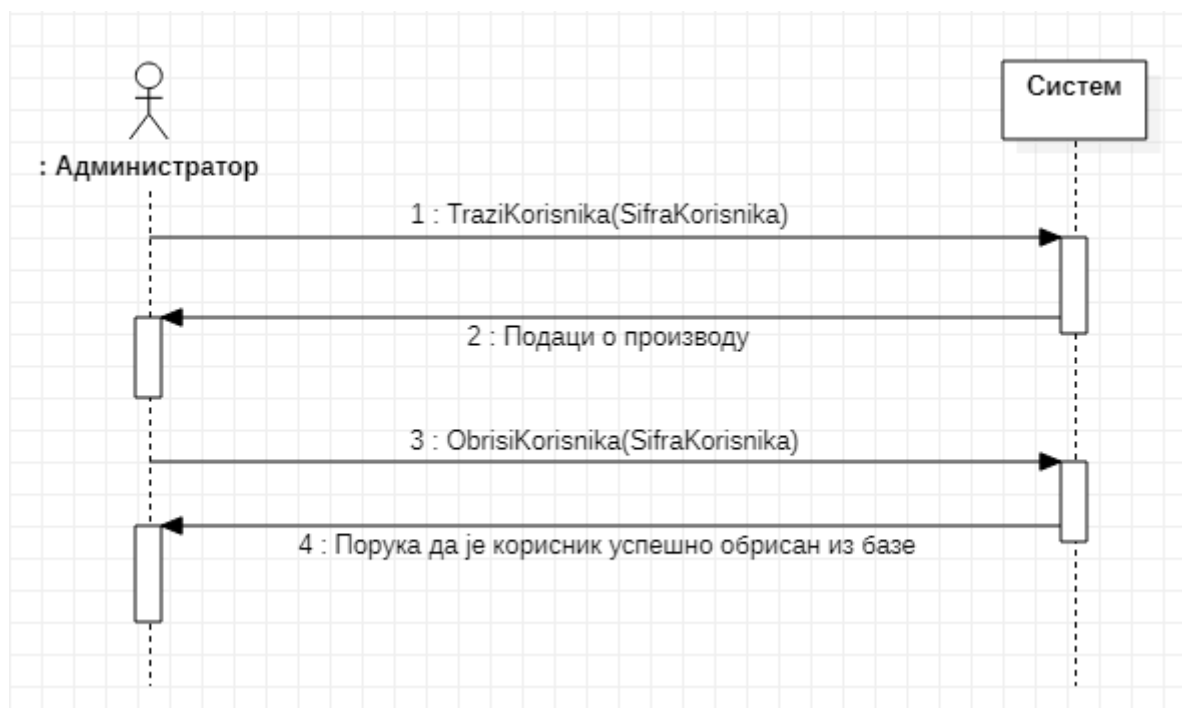 Систем
: Администратор
1 : TraziKorisnika(SifraKorisnika)
2 : Подаци о производу
3 : ObrisiKorisnika(SifraKorisnika)
4 : Порука да је корисник успешно обрисан из базе